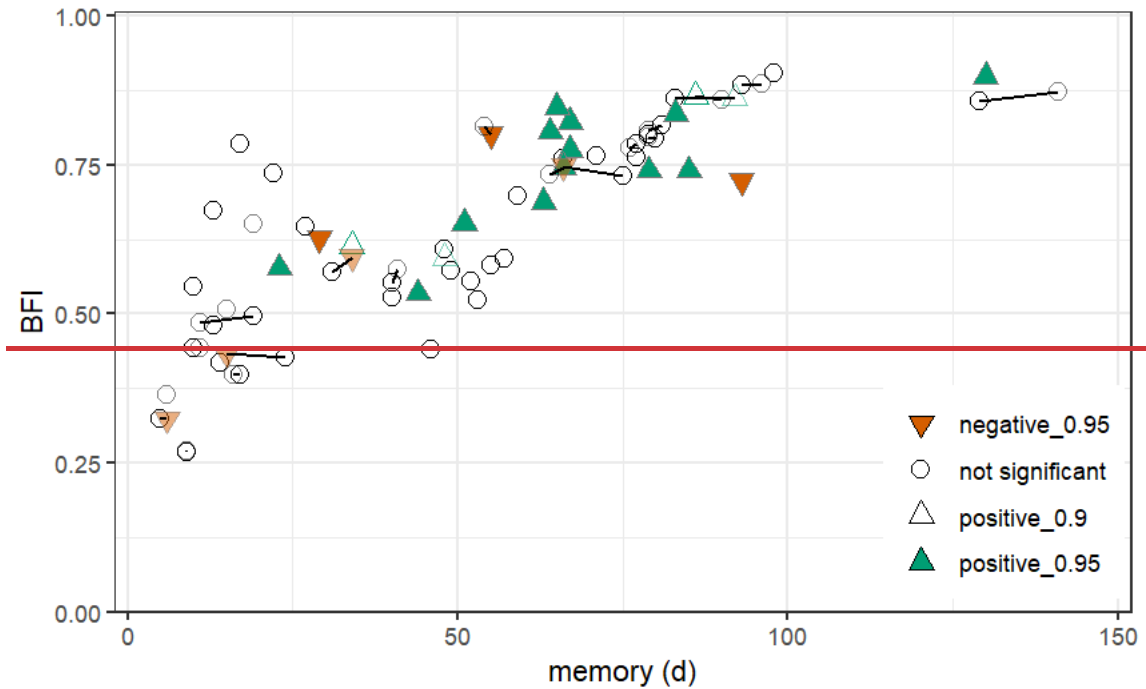 1.00
0.75
0.50
0.25
0.00
BFI
0
50
100
150
memory (d)
negative_0.95
not significant
positive_0.9
positive_0.95